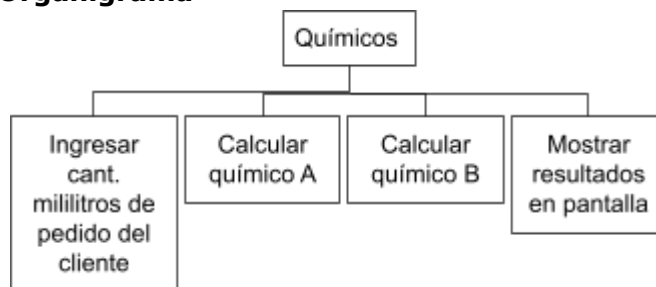 Organigrama
Químicos
Ingresar
cant.
mililitros de
pedido del
cliente
Calcular
químico A
Calcular
químico B
Mostrar
resultados
en pantalla